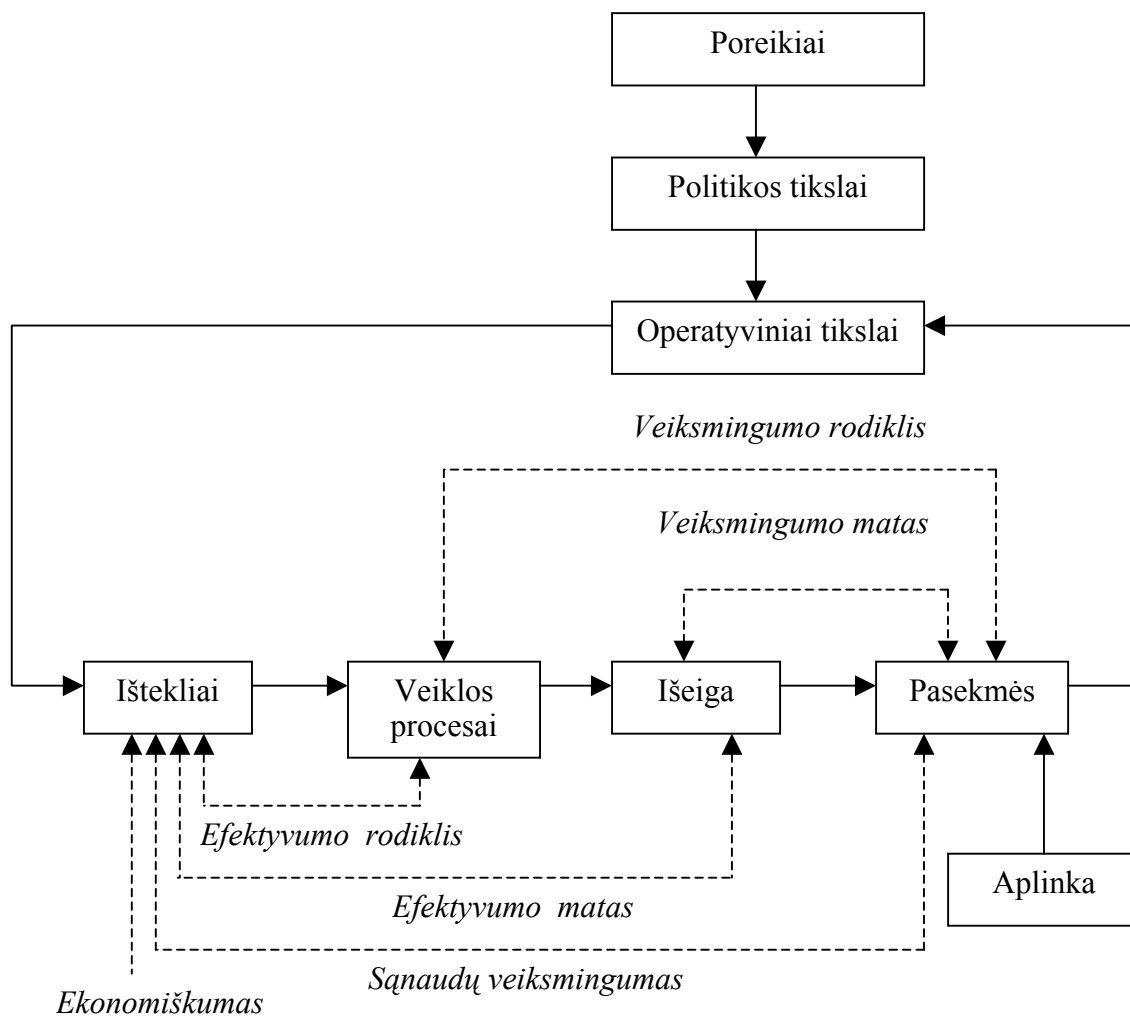 Poreikiai
Politikos tikslai
Operatyviniai tikslai
Veiksmingumo rodiklis
Veiksmingumo matas
Ištekliai
Veiklos
procesai
Išeiga
Pasekmės
Efektyvumo rodiklis
Aplinka
Efektyvumo matas
Sąnaudų veiksmingumas
Ekonomiškumas